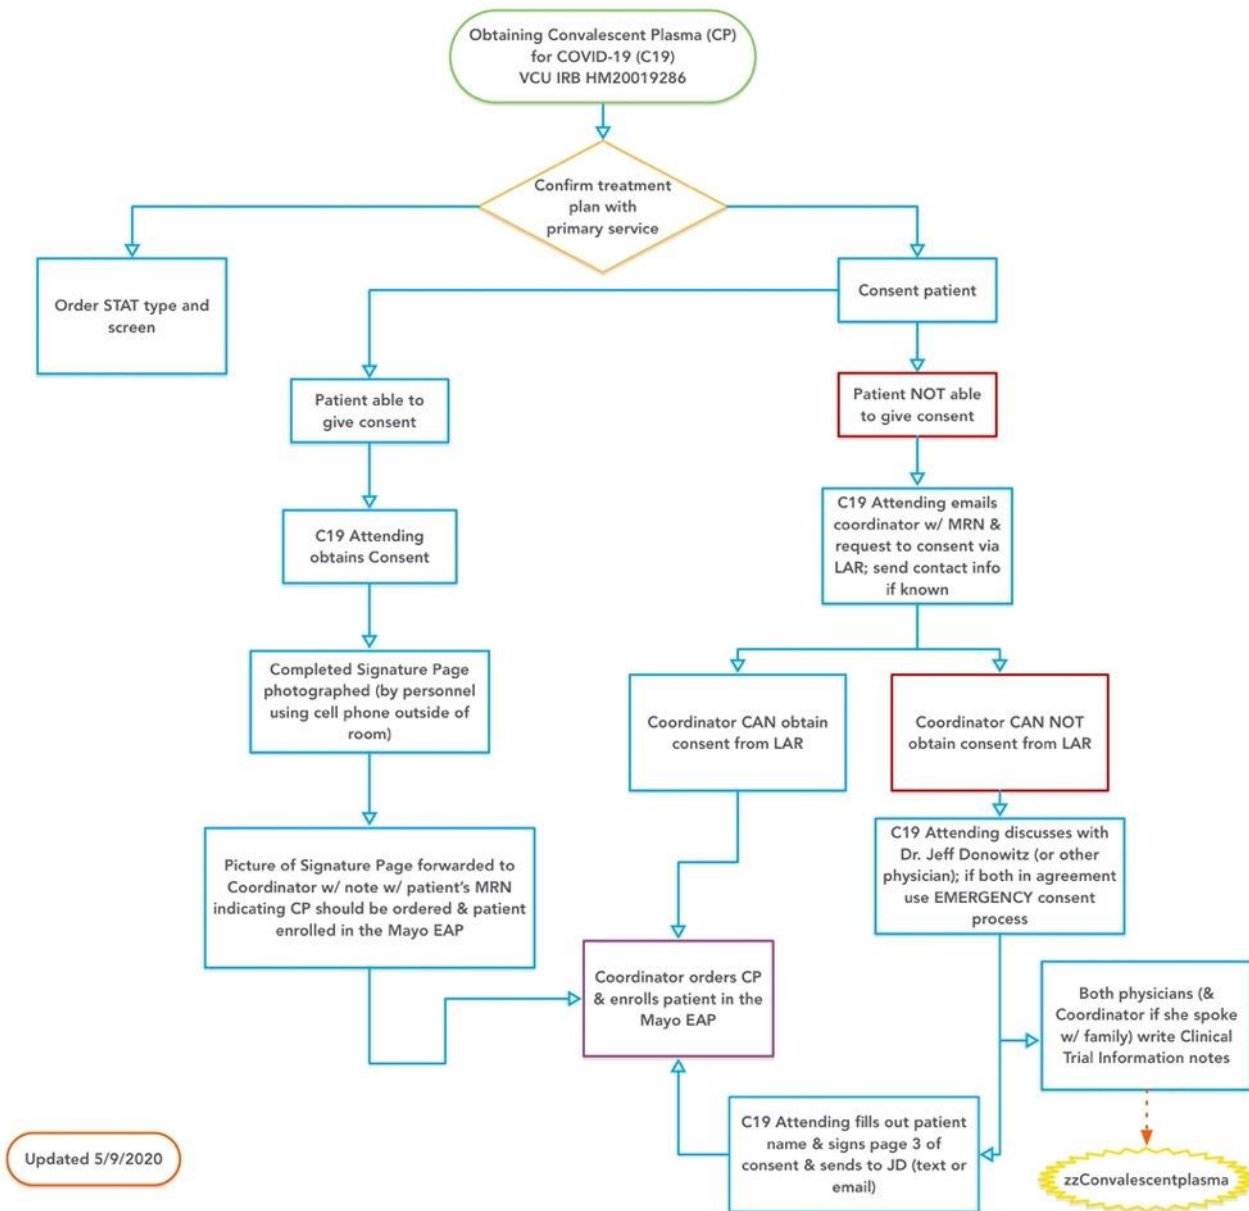 Obtaining Convalescent Plasma (CP)
for COVID-19 (C19)
VCU IRB HM20019286
Confirm treatment
plan with
primary service
Order STAT type and
screen
Consent patient
Patient able to
give consent
Patient NOT able
to give consent
C19 Attending
obtains Consent
C19 Attending emails
coordinator w/ MRN &
request to consent via
LAR; send contact info
if known
Completed Signature Page
photographed (by personnel
using cell phone outside of
room)
Coordinator CAN obtain
consent from LAR
Coordinator CAN NOT
obtain consent from LAR
Picture of Signature Page forwarded to
Coordinator w/ note w/ patient's MRN
indicating CP should be ordered & patient
enrolled in the Mayo EAP
C19 Attending discusses with
Dr. Jeff Donowitz (or other
physician); if both in agreement
use EMERGENCY consent
process
Coordinator orders CP
& enrolls patient in the
Mayo EAP
Both physicians (&
Coordinator if she spoke
w/ family) write Clinical
Trial Information notes
C19 Attending fills out patient
name & signs page 3 of
consent & sends to JD (text or
email)
Updated 5/9/2020
zzConvalescentplasma